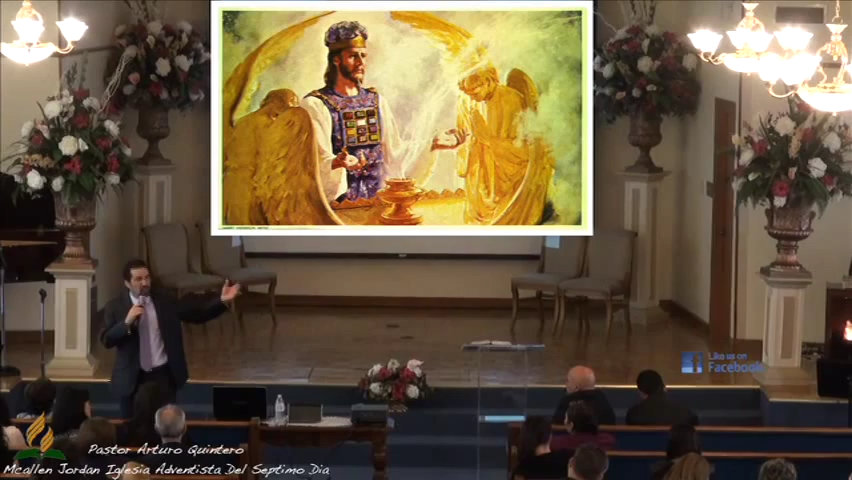 Like us on
Facebook
Pastor Arturo Quintero
Mcallen Jordan Iglesia Adventista Del Septimo Dia